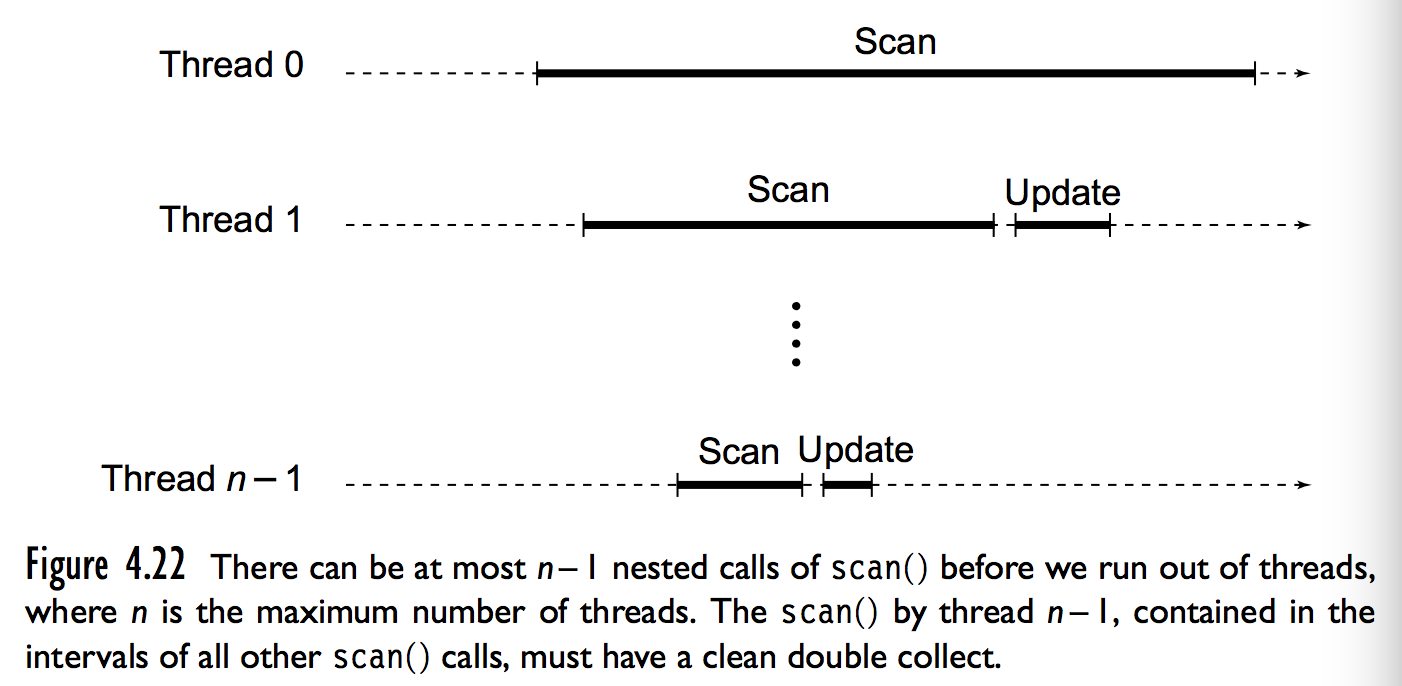 Scan
Thread 0
Scan Update
Thread 1
Scan Update
Thread n – 1
Figure 4.22 There can be at most n – 1 nested calls of scan() before we run out of threads,
where n is the maximum number of threads. The scan() by thread n – 1, contained in the
intervals of all other scan() calls, must have a clean double collect.